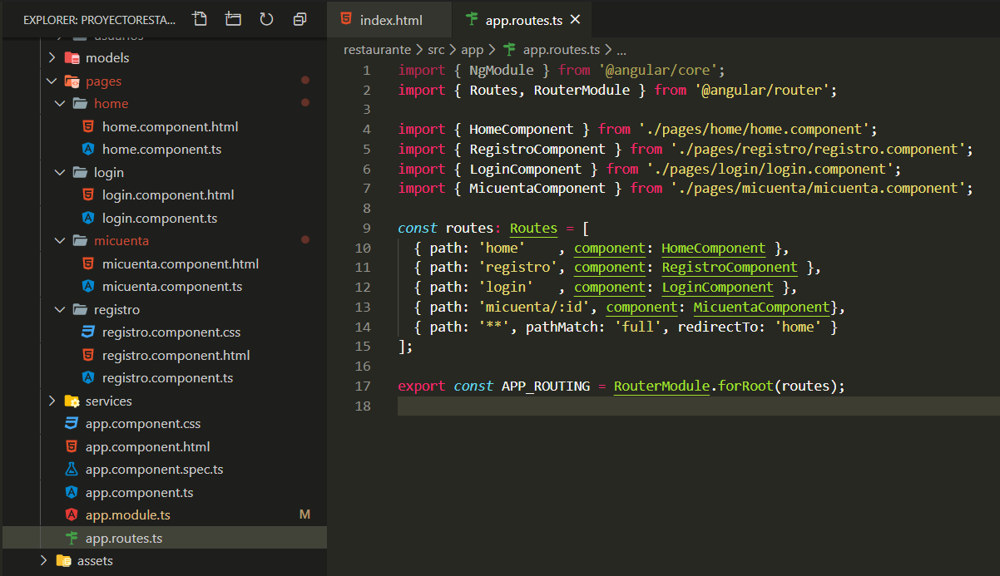 EXPLORER: PROYECTORESTA...
usuarios
models
pages
home
home.component.html
home.component.ts
login
login.component.html
login.component.ts
micuenta
micuenta.component.html
micuenta.component.ts
registro
registro.component.css
registro.component.html
registro.component.ts
services
app.component.css
app.component.html
app.component.spec.ts
app.component.ts
app.module.ts M
app.routes.ts
assets
index.html app.routes.ts
restaurante > src > app > app.routes.ts > ...
1 import { NgModule } from '@angular/core';
2 import { Routes, RouterModule } from '@angular/router';
3
4 import { HomeComponent } from './pages/home/home.component';
5 import { RegistroComponent } from './pages/registro/registro.component';
6 import { LoginComponent } from './pages/login/login.component';
7 import { MicuentaComponent } from './pages/micuenta/micuenta.component';
8
9 const routes: Routes = [
10 { path: 'home'    , component: HomeComponent },
11 { path: 'registro', component: RegistroComponent },
12 { path: 'login'   , component: LoginComponent },
13 { path: 'micuenta/:id', component: MicuentaComponent},
14 { path: '**', pathMatch: 'full', redirectTo: 'home' }
15 ];
16
17 export const APP_ROUTING = RouterModule.forRoot(routes);
18